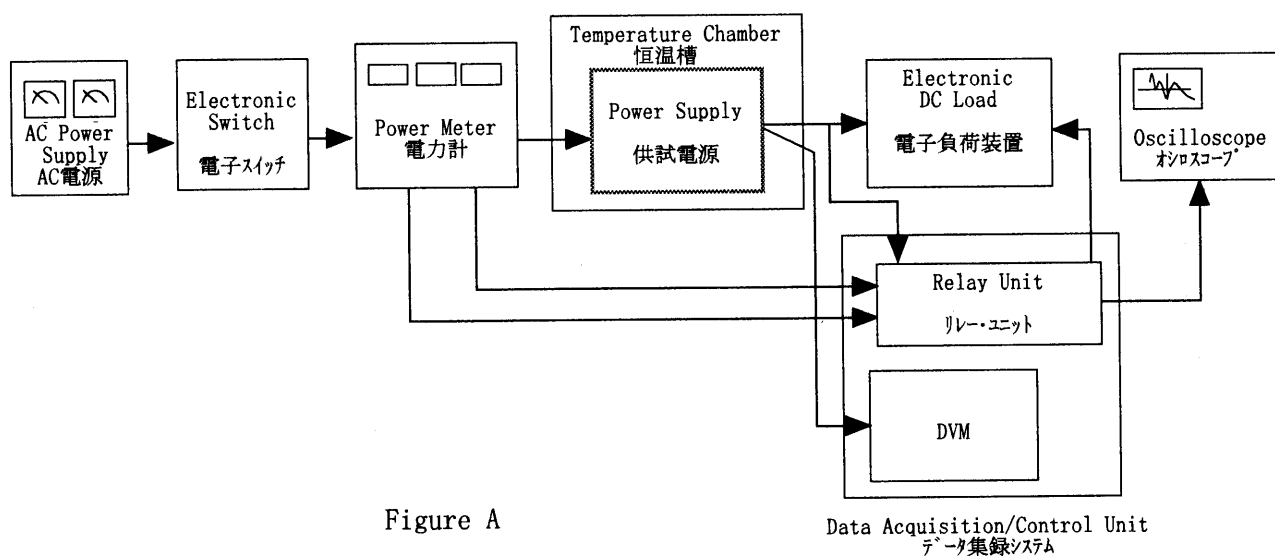 AC Power
Supply
AC電源
Electronic
Switch
電子スイッチ
Power Meter
電力計
Temperature Chamber
恒温槽
Power Supply
供試電源
Electronic
DC Load
電子負荷装置
Oscilloscope
オシロスコープ
Relay Unit
リレー・ユニット
DVM
Data Acquisition/Control Unit
データ集録システム
Figure A